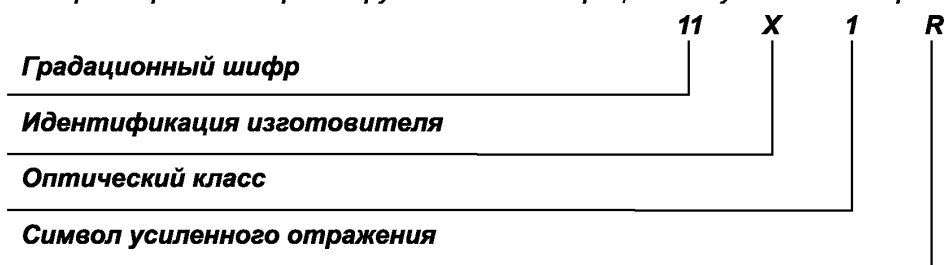 11 X 1 R
Градационный шифр
Идентификация изготовителя
Оптический класс
Символ усиленного отражения